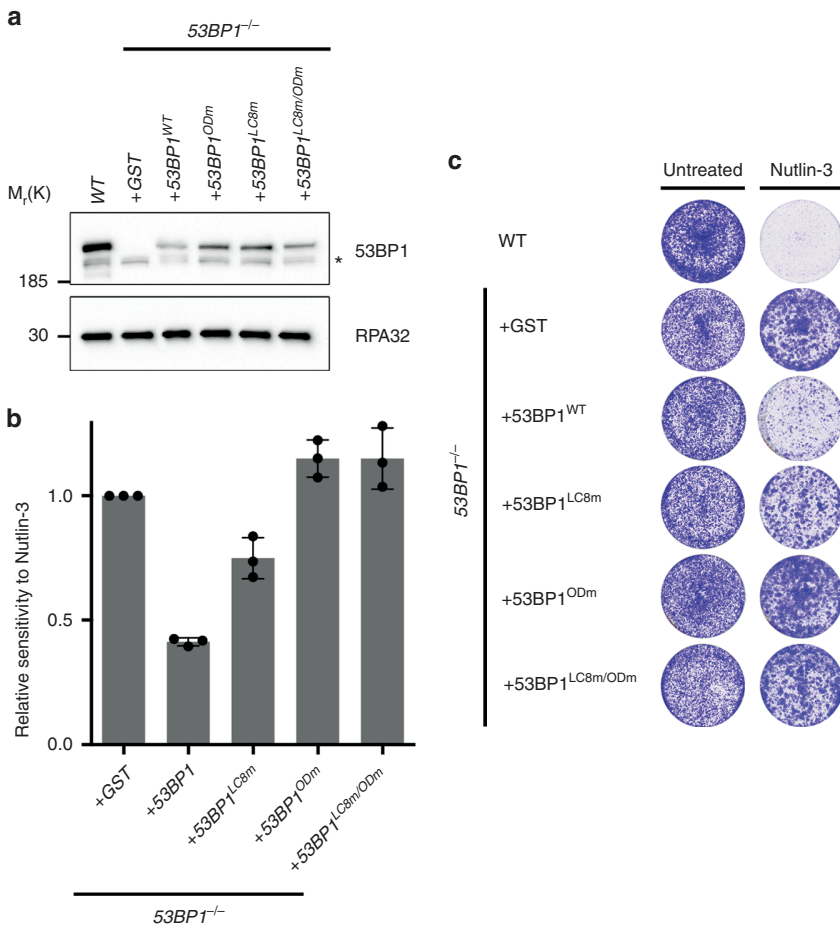 a
53BP1–/–
WT
+GST
+53BP1WT
+53BP1ODm
+53BP1LC8m
+53BP1LC8m/ODm
Mr(K)
53BP1
*
185
30
RPA32
b
Relative sensitivity to Nutlin-3
1.0
0.5
0.0
+GST
+53BP1
+53BP1LC8m
+53BP1ODm
+53BP1LC8m/ODm
53BP1–/–
c
Untreated Nutlin-3
WT
53BP1–/–
+GST
+53BP1WT
+53BP1LC8m
+53BP1ODm
+53BP1LC8m/ODm